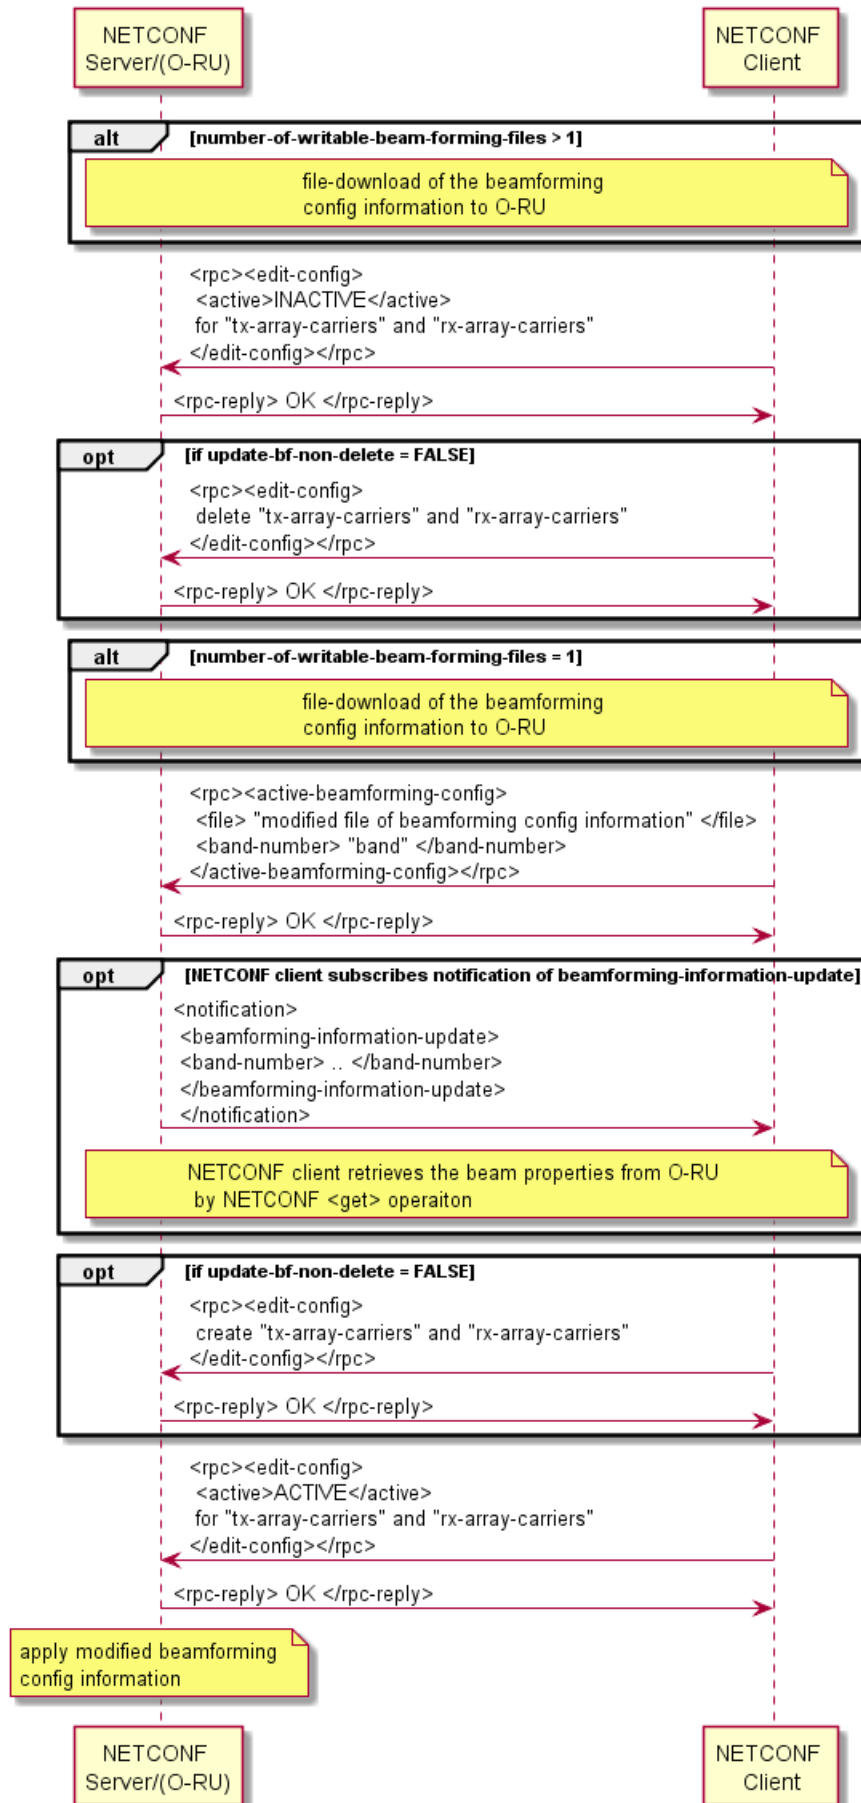 NETCONF
Server/(O-RU)
NETCONF
Client
alt
[number-of-writable-beam-forming-files > 1]
file-download of the beamforming
config information to O-RU
<rpc><edit-config>
<active>INACTIVE</active>
for "tx-array-carriers" and "rx-array-carriers"
</edit-config></rpc>
<rpc-reply> OK </rpc-reply>
opt
[if update-bf-non-delete = FALSE]
<rpc><edit-config>
delete "tx-array-carriers" and "rx-array-carriers"
</edit-config></rpc>
<rpc-reply> OK </rpc-reply>
alt
[number-of-writable-beam-forming-files = 1]
file-download of the beamforming
config information to O-RU
<rpc><active-beamforming-config>
<file> "modified file of beamforming config information" </file>
<band-number> "band" </band-number>
</active-beamforming-config></rpc>
<rpc-reply> OK </rpc-reply>
opt
[NETCONF client subscribes notification of beamforming-information-update]
<notification>
<beamforming-information-update>
<band-number> .. </band-number>
</beamforming-information-update>
</notification>
NETCONF client retrieves the beam properties from O-RU
by NETCONF <get> operaiton
opt
[if update-bf-non-delete = FALSE]
<rpc><edit-config>
create "tx-array-carriers" and "rx-array-carriers"
</edit-config></rpc>
<rpc-reply> OK </rpc-reply>
<rpc><edit-config>
<active>ACTIVE</active>
for "tx-array-carriers" and "rx-array-carriers"
</edit-config></rpc>
<rpc-reply> OK </rpc-reply>
apply modified beamforming
config information
NETCONF
Server/(O-RU)
NETCONF
Client